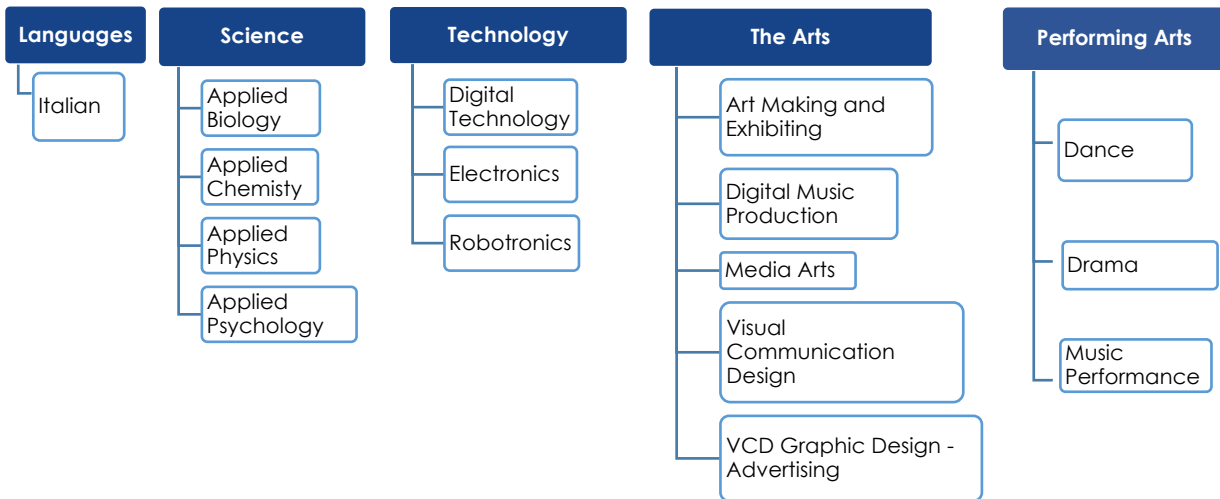 Languages
Italian
Science
Applied
Biology
Applied
Chemisty
Applied
Physics
Applied
Psychology
Technology
Digital
Technology
Electronics
Robotronics
The Arts
Art Making and
Exhibiting
Digital Music
Production
Media Arts
Visual
Communication
Design
VCD Graphic Design -
Advertising
Performing Arts
Dance
Drama
Music
Performance